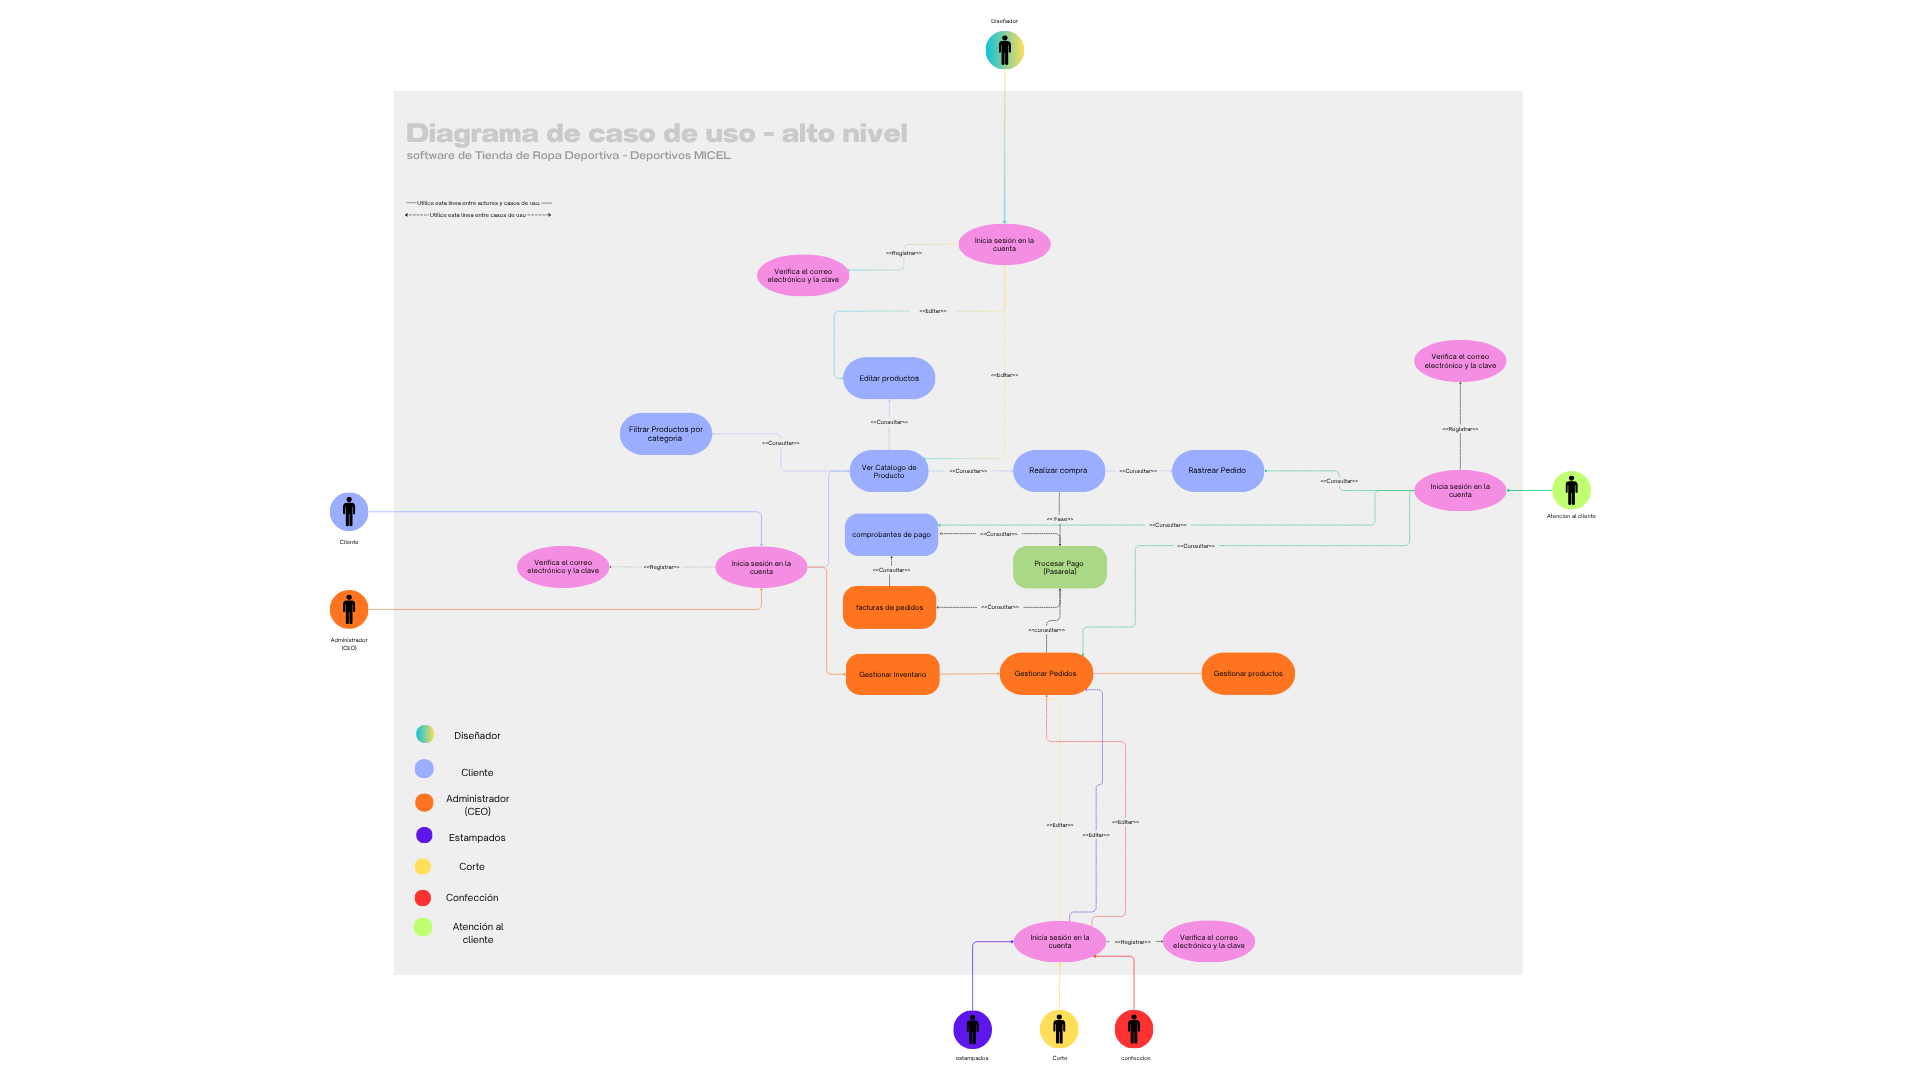 Diseñador
Diagrama de caso de uso - alto nivel
software de Tienda de Ropa Deportiva - Deportivos MICEL
Utilice esta linea entre actores y casos de uso.
Utilice esta linea entre casos de uso
Inicia sesión en la
cuenta
<<Registrar>>
Verifica el correo
electrónico y la clave
<<Editar>>
Editar productos
<<Editar>>
Verifica el correo
electrónico y la clave
<<Consultar>>
Filtrar Productos por
categoria
<<Consultar>>
<<Registrar>>
Ver Catalogo de
Producto
<<Consultar>>
Realizar compra
<<Consultar>>
Rastrear Pedido
<<Consultar>>
Inicia sesión en la
cuenta
Atencion al cliente
Cliente
<< Fase>>
<<Consultar>>
comprobantes de pago
<<Consultar>>
<<Consultar>>
Verifica el correo
electrónico y la clave
<<Registrar>>
Inicia sesión en la
cuenta
<<Consultar>>
Procesar Pago
(Pasarela)
Administrador
(CEO)
facturas de pedidos
<<Consultar>>
<<consultar>>
Gestionar Inventario
Gestionar Pedidos
Gestionar productos
Diseñador
Cliente
Administrador
(CEO)
Estampados
Corte
Confección
Atención al
cliente
<<Editar>>
<<Editar>>
<<Editar>>
Inicia sesión en la
cuenta
<<Registrar>>
Verifica el correo
electrónico y la clave
estampados
Corte
confeccion